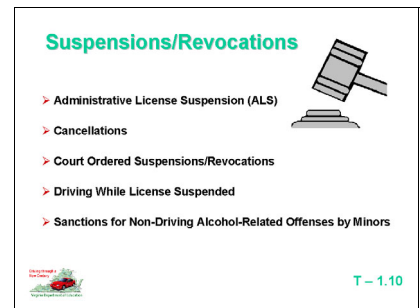 Suspensions/Revocations
➢ Administrative License Suspension (ALS)
➢ Cancellations
➢ Court Ordered Suspensions/Revocations
➢ Driving While License Suspended
➢ Sanctions for Non-Driving Alcohol-Related Offenses by Minors
T – 1.10